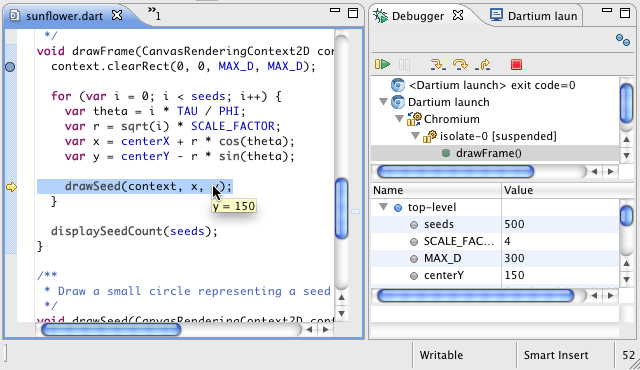 sunflower.dart
1
*/
void drawFrame(CanvasRenderingContext2D con
context.clearRect(0, 0, MAX_D, MAX_D);
for (var i = 0; i < seeds; i++) {
var theta = i * TAU / PHI;
var r = sqrt(i) * SCALE_FACTOR;
var x = centerX + r * cos(theta);
var y = centerY - r * sin(theta);
drawSeed(context, x, y);
y = 150
}
displaySeedCount(seeds);
}
/**
* Draw a small circle representing a seed
*/
void drawSeed(CanvasRenderingContext2D cont
Debugger
Dartium laun
<Dartium launch> exit code=0
Dartium launch
Chromium
isolate-0 [suspended]
drawFrame()
Name Value
top-level
seeds 500
SCALE_FAC... 4
MAX_D 300
centerY 150
Writable Smart Insert 52